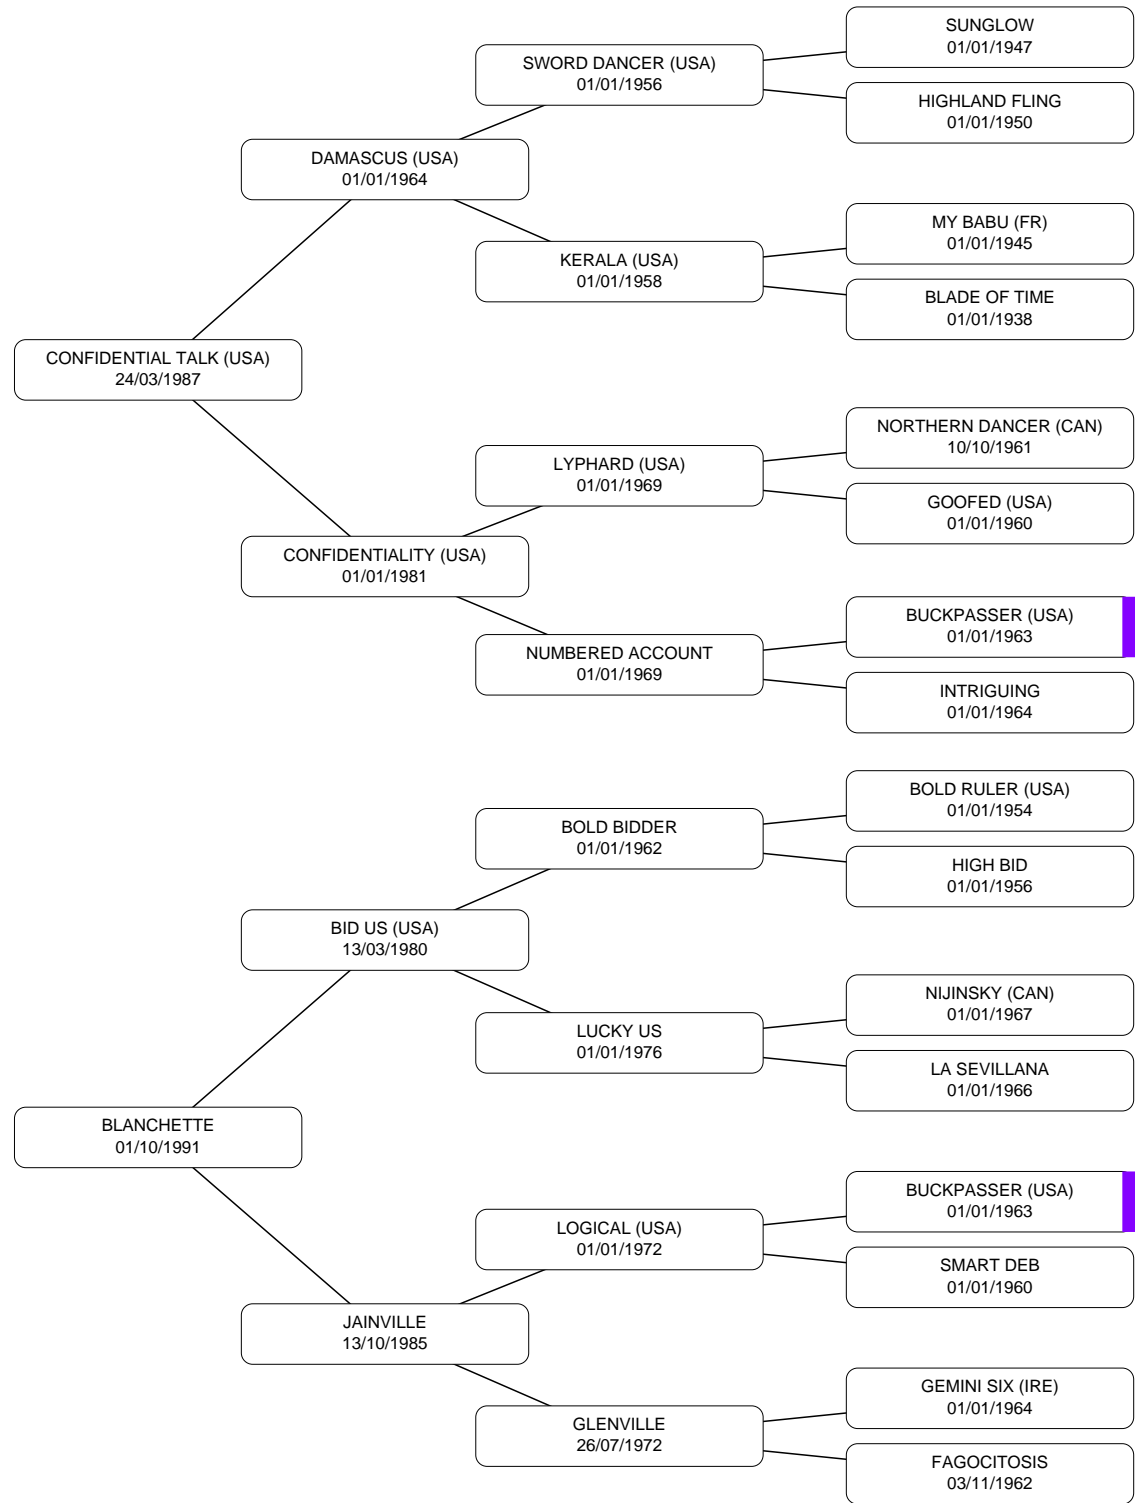 SUNGLOW
01/01/1947
SWORD DANCER (USA)
01/01/1956
HIGHLAND FLING
01/01/1950
DAMASCUS (USA)
01/01/1964
MY BABU (FR)
01/01/1945
KERALA (USA)
01/01/1958
BLADE OF TIME
01/01/1938
CONFIDENTIAL TALK (USA)
24/03/1987
NORTHERN DANCER (CAN)
10/10/1961
LYPHARD (USA)
01/01/1969
GOOFED (USA)
01/01/1960
CONFIDENTIALITY (USA)
01/01/1981
BUCKPASSER (USA)
01/01/1963
NUMBERED ACCOUNT
01/01/1969
INTRIGUING
01/01/1964
BOLD RULER (USA)
01/01/1954
BOLD BIDDER
01/01/1962
HIGH BID
01/01/1956
BID US (USA)
13/03/1980
NIJINSKY (CAN)
01/01/1967
LUCKY US
01/01/1976
LA SEVILLANA
01/01/1966
BLANCHETTE
01/10/1991
BUCKPASSER (USA)
01/01/1963
LOGICAL (USA)
01/01/1972
SMART DEB
01/01/1960
JAINVILLE
13/10/1985
GEMINI SIX (IRE)
01/01/1964
GLENVILLE
26/07/1972
FAGOCITOSIS
03/11/1962